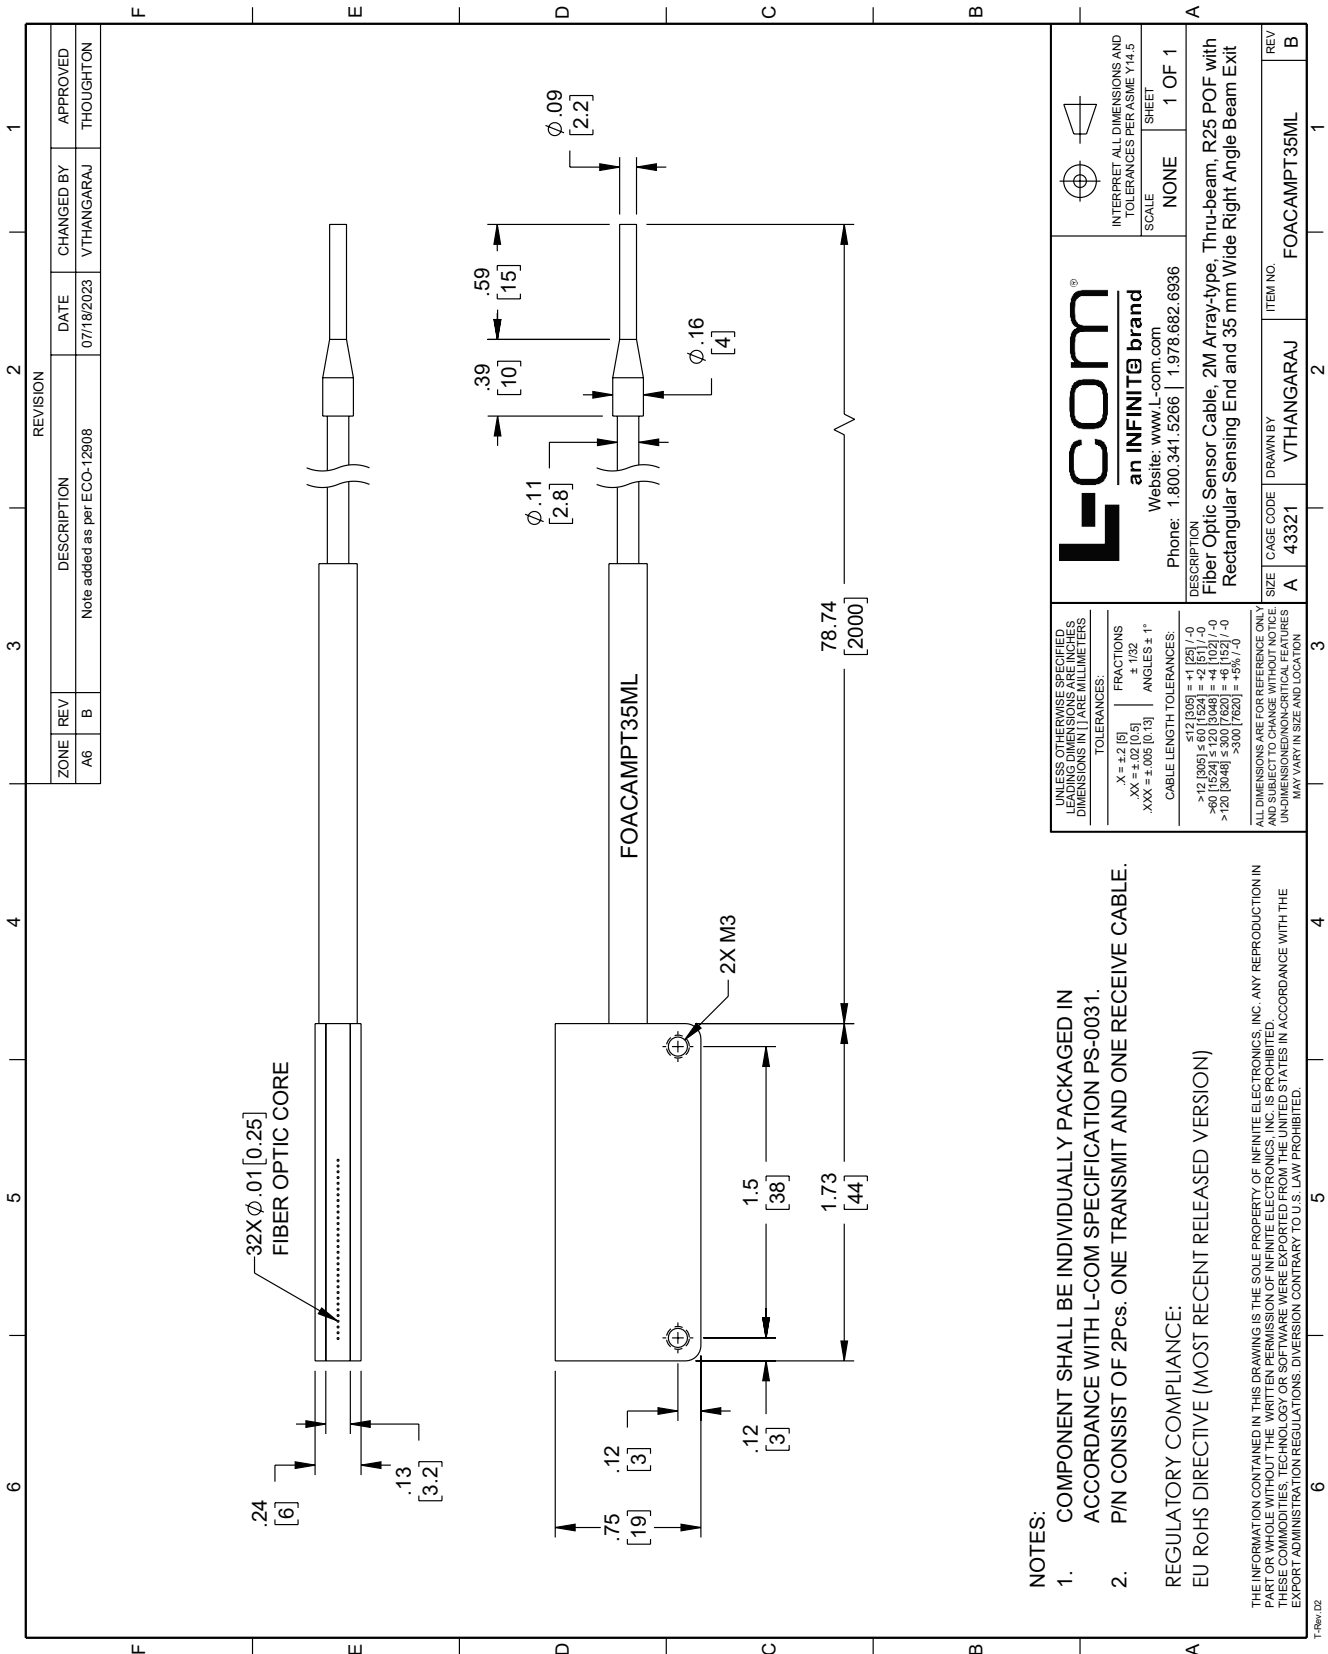 REVISION
ZONE REV DESCRIPTION DATE CHANGED BY APPROVED
A6 B Note added as per ECO-12908 07/18/2023 VTHANGARAJ THOUGHTON
6 5 4 3 2 1
F
E
D
C
B
A
.24
[6]
.13
[3.2]
32X Ø.01 [0.25]
FIBER OPTIC CORE
.75
[19]
.12
[3]
.12
[3]
1.5
[38]
1.73
[44]
2X M3
FOACAMPT35ML
78.74
[2000]
Ø.11
[2.8]
.39
[10]
.59
[15]
Ø.16
[4]
Ø.09
[2.2]
NOTES:
1. COMPONENT SHALL BE INDIVIDUALLY PACKAGED IN
ACCORDANCE WITH L-COM SPECIFICATION PS-0031.
2. P/N CONSIST OF 2Pcs. ONE TRANSMIT AND ONE RECEIVE CABLE.
REGULATORY COMPLIANCE:
EU RoHS DIRECTIVE (MOST RECENT RELEASED VERSION)
THE INFORMATION CONTAINED IN THIS DRAWING IS THE SOLE PROPERTY OF INFINITE ELECTRONICS, INC. ANY REPRODUCTION IN
PART OR WHOLE WITHOUT THE WRITTEN PERMISSION OF INFINITE ELECTRONICS, INC. IS PROHIBITED.
THESE COMMODITIES, TECHNOLOGY OR SOFTWARE WERE EXPORTED FROM THE UNITED STATES IN ACCORDANCE WITH THE
EXPORT ADMINISTRATION REGULATIONS. DIVERSION CONTRARY TO U.S. LAW PROHIBITED.
UNLESS OTHERWISE SPECIFIED
LEADING DIMENSIONS ARE INCHES
DIMENSIONS IN [ ] ARE MILLIMETERS
TOLERANCES:
.X = ±.2 [5] FRACTIONS
.XX = ±.02 [0.5] ± 1/32
.XXX = ±.005 [0.13] ANGLES ± 1°
CABLE LENGTH TOLERANCES:
≤12 [305] = +1 [25] / -0
>12 [305] ≤ 60 [1524] = +2 [51] / -0
>60 [1524] ≤ 120 [3048] = +4 [102] / -0
>120 [3048] ≤ 300 [7620] = +6 [152] / -0
>300 [7620] = +5% / -0
ALL DIMENSIONS ARE FOR REFERENCE ONLY
AND SUBJECT TO CHANGE WITHOUT NOTICE.
UN-DIMENSIONED/NON-CRITICAL FEATURES
MAY VARY IN SIZE AND LOCATION
L-com®
an INFINIT@ brand
Website: www.L-com.com
Phone: 1.800.341.5266 | 1.978.682.6936
INTERPRET ALL DIMENSIONS AND
TOLERANCES PER ASME Y14.5
SCALE SHEET
NONE 1 OF 1
DESCRIPTION
Fiber Optic Sensor Cable, 2M Array-type, Thru-beam, R25 POF with
Rectangular Sensing End and 35 mm Wide Right Angle Beam Exit
SIZE CAGE CODE DRAWN BY ITEM NO. REV
A 43321 VTHANGARAJ FOACAMPT35ML B
F
E
D
C
B
A
6 5 4 3 2 1
T-Rev.D2